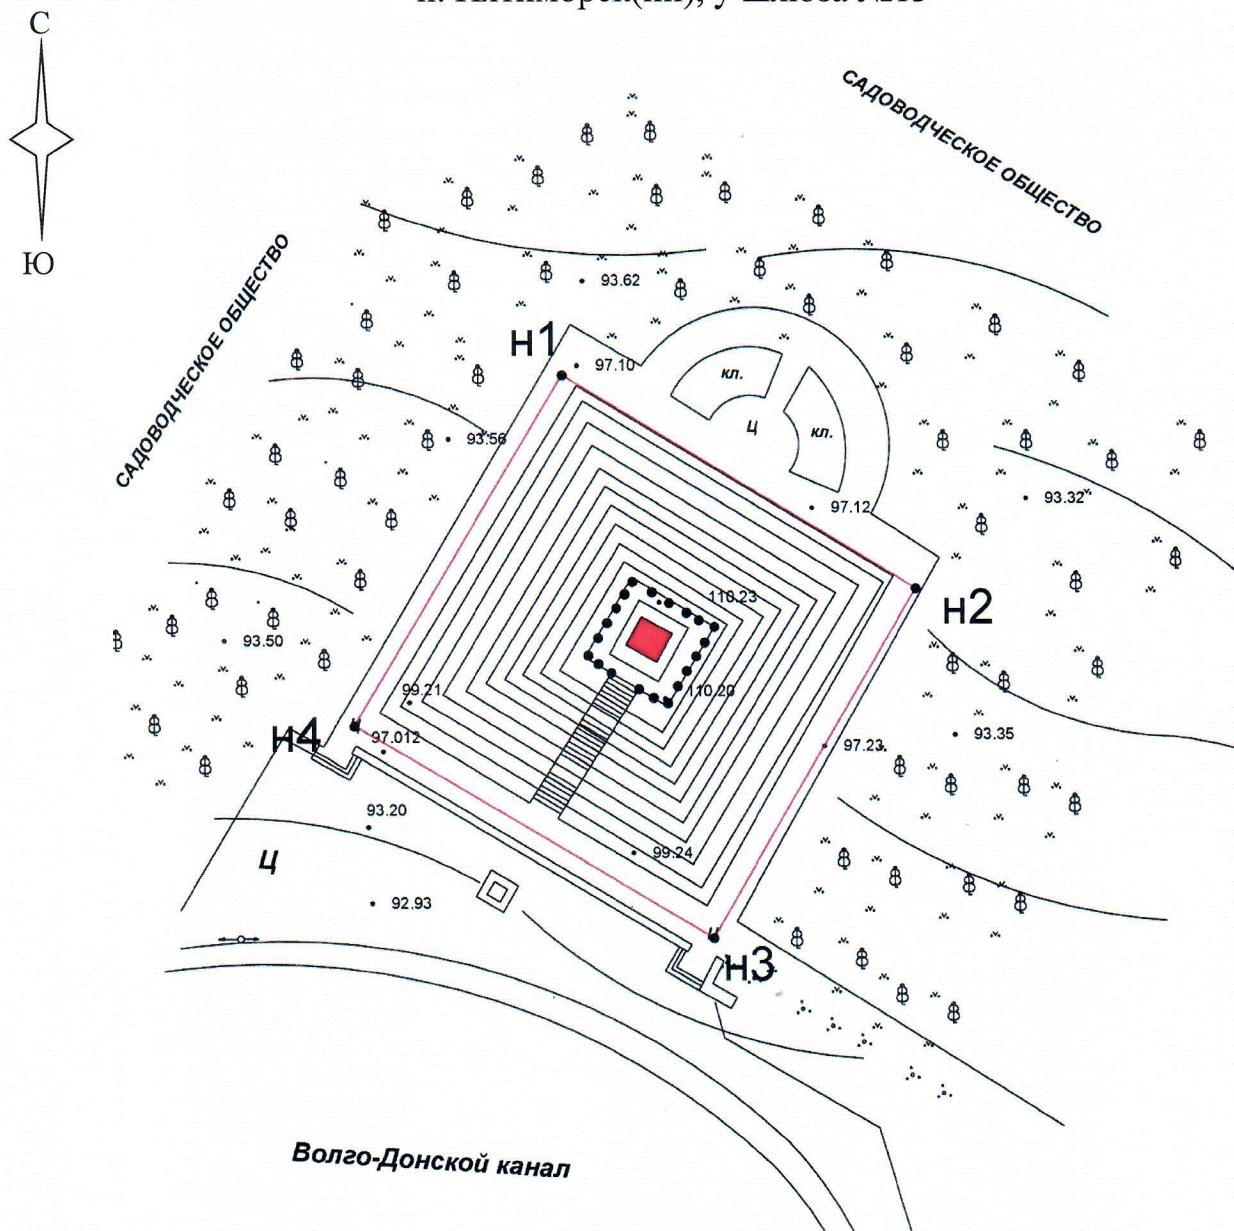 С
Ю
САДОВОДЧЕСКОЕ ОБЩЕСТВО
САДОВОДЧЕСКОЕ ОБЩЕСТВО
93.62
н1
97.10
кл.
кл.
ц
93.56
97.12
93.32
110.23
н2
93.50
99.21
110.20
н4
97.012
97.23
93.35
93.20
99.24
ц
92.93
н3
Волго-Донской канал